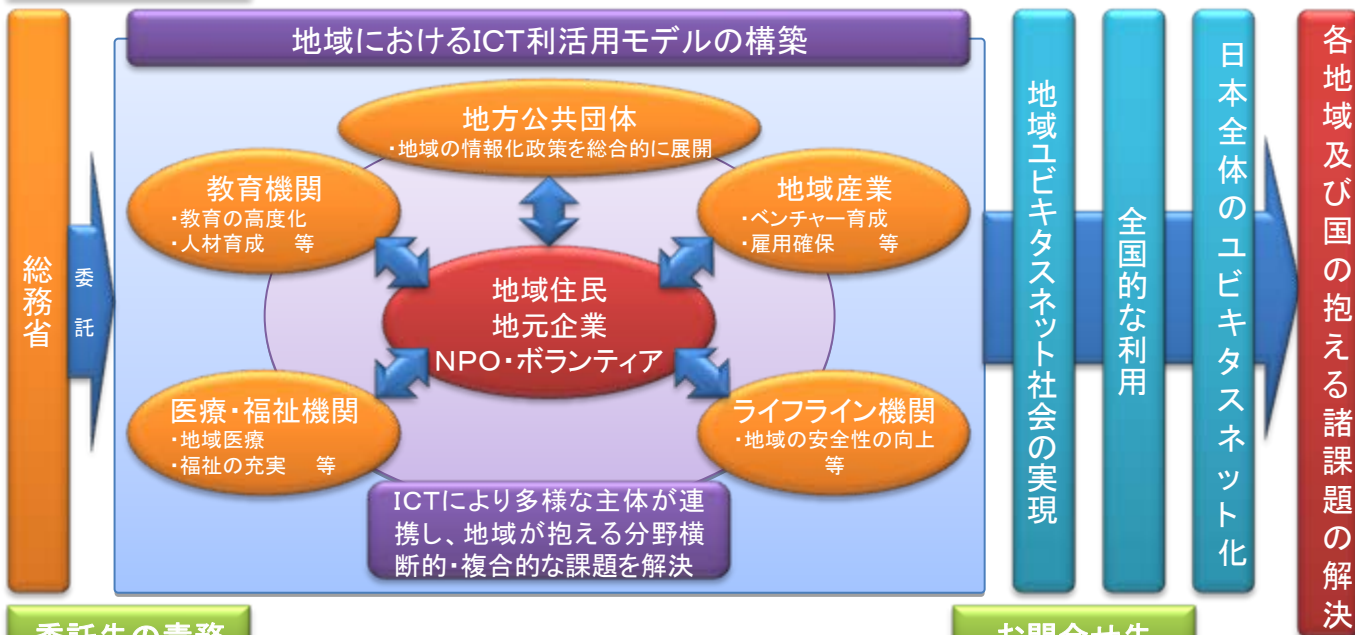 地域におけるICT利活用モデルの構築
総務省
委託
地方公共団体
・地域の情報化政策を総合的に展開
教育機関
・教育の高度化
・人材育成　等
地域産業
・ベンチャー育成
・雇用確保　　等
地域住民
地元企業
NPO・ボランティア
医療・福祉機関
・地域医療
・福祉の充実　等
ライフライン機関
・地域の安全性の向上
等
ICTにより多様な主体が連
携し、地域が抱える分野横
断的・複合的な課題を解決
地域ユビキタスネット社会の実現
全国的な利用
日本全体のユビキタスネット化
各地域及び国の抱える諸課題の解決
委託先の責務
お問合せ先